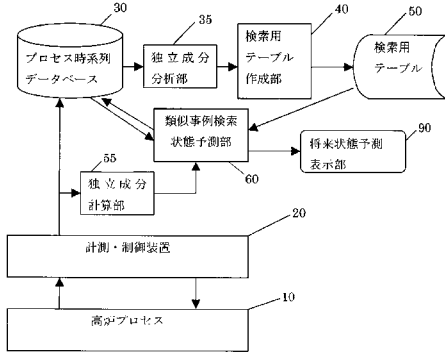 30
プロセス時系列
データベース
35
独立成分
分析部
40
検索用
テーブル
作成部
50
検索用
テーブル
類似事例検索
状態予測部
60
90
将来状態予測
表示部
55
独立成分
計算部
20
計測・制御装置
10
高炉プロセス